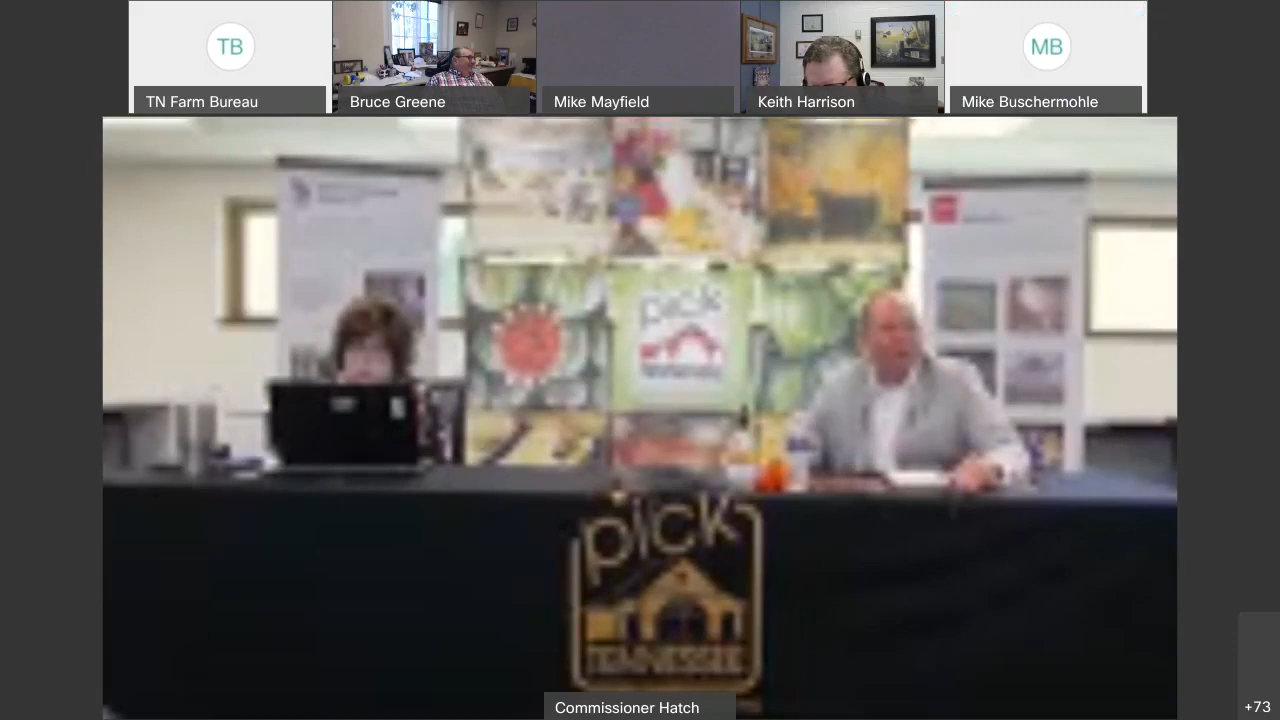 TB
MB
TN Farm Bureau
Bruce Greene
Mike Mayfield
Keith Harrison
Mike Buschermohle
pick
pick
TENNESSEE
Commissioner Hatch
+73